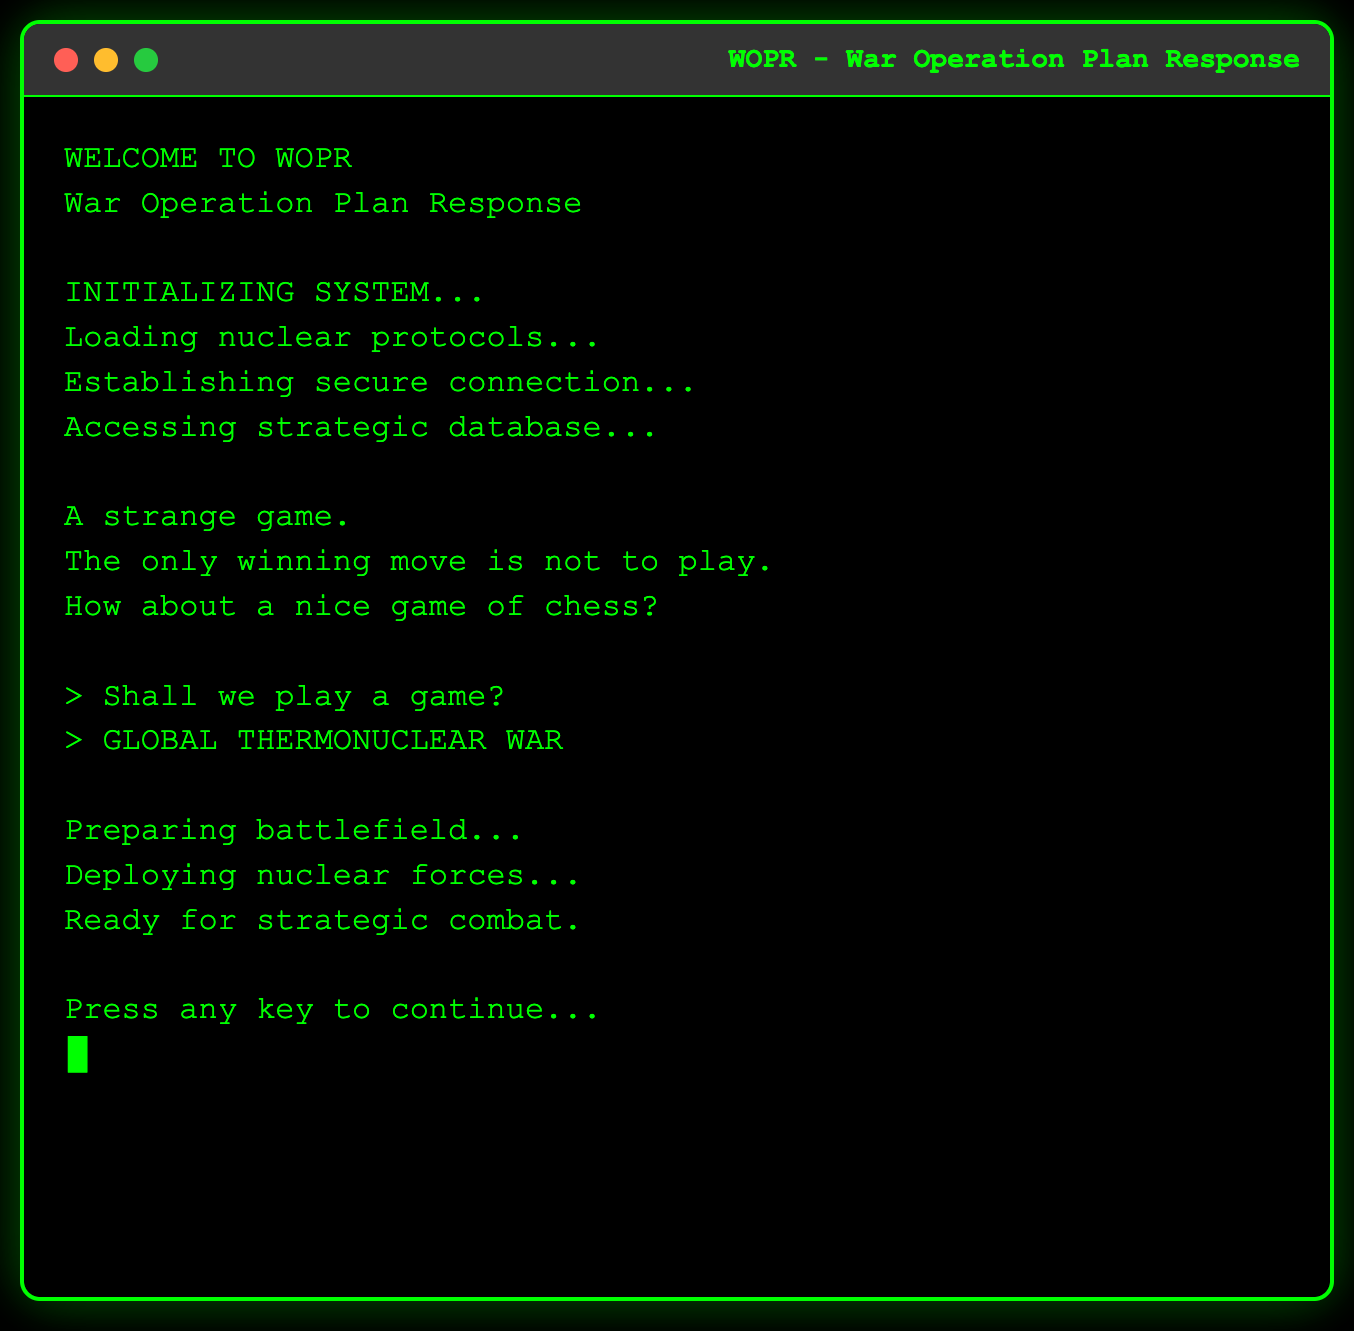 WOPR - War Operation Plan Response
WELCOME TO WOPR
War Operation Plan Response
INITIALIZING SYSTEM...
Loading nuclear protocols...
Establishing secure connection...
Accessing strategic database...
A strange game.
The only winning move is not to play.
How about a nice game of chess?
> Shall we play a game?
> GLOBAL THERMONUCLEAR WAR
Preparing battlefield...
Deploying nuclear forces...
Ready for strategic combat.
Press any key to continue...